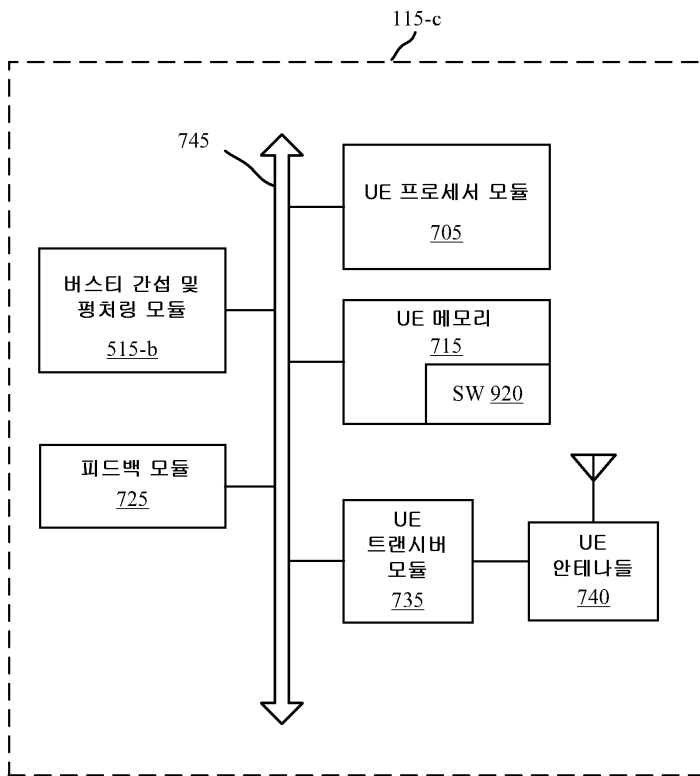 115-c
745
UE 프로세서 모듈
705
버스티 간섭 및
펑처링 모듈
515-b
UE 메모리
715
SW 920
피드백 모듈
725
UE
트랜시버
모듈
735
UE
안테나들
740